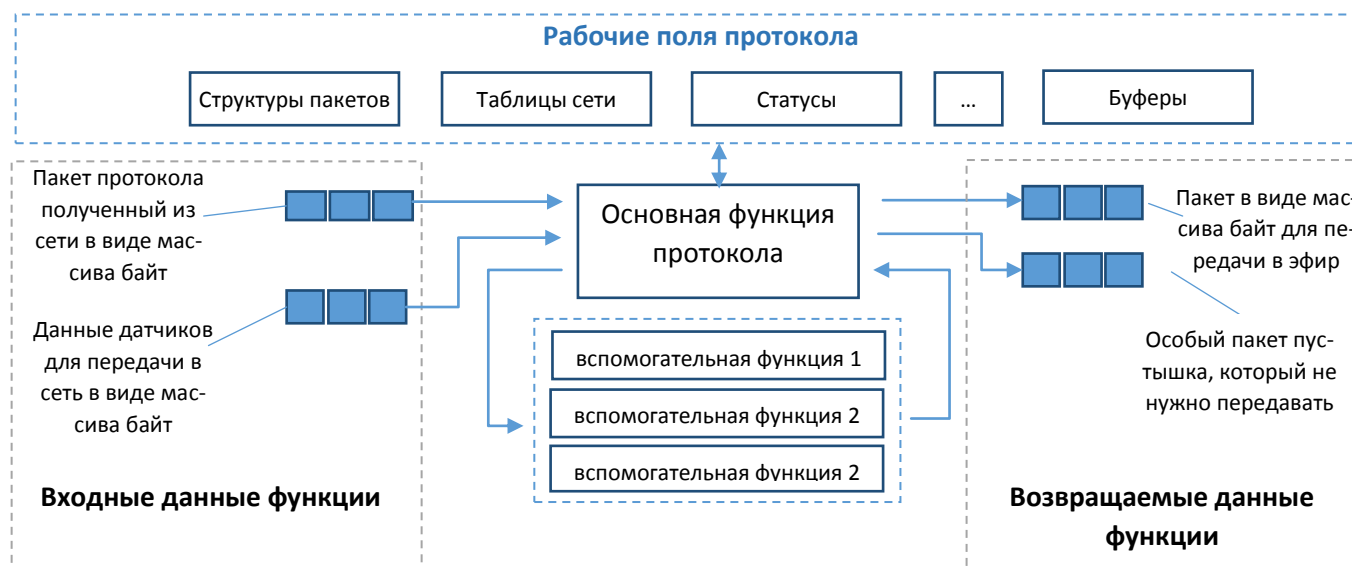 Рабочие поля протокола
Структуры пакетов
Таблицы сети
Статусы
...
Буферы
Пакет протокола
полученный из
сети в виде мас-
сива байт
Данные датчиков
для передачи в
сеть в виде мас-
сива байт
Входные данные функции
Основная функция
протокола
вспомогательная функция 1
вспомогательная функция 2
вспомогательная функция 2
Пакет в виде мас-
сива байт для пе-
редачи в эфир
Особый пакет пус-
тышка, который не
нужно передавать
Возвращаемые данные
функции